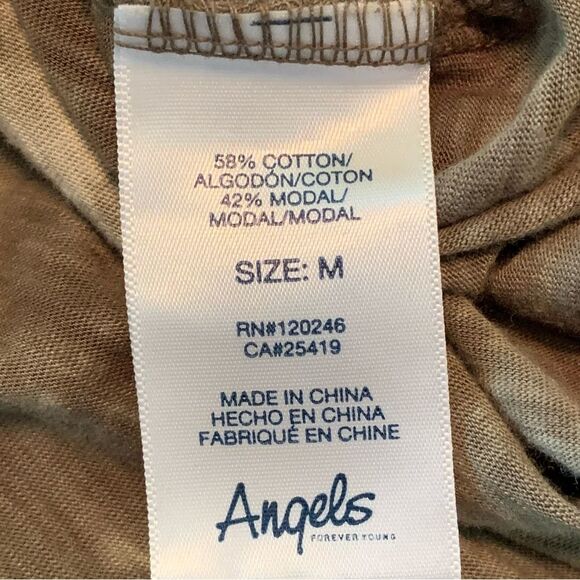 58% COTTON/
ALGODÓN/COTON
42% MODAL/
MODAL/MODAL
SIZE: M
RN#120246
CA#25419
MADE IN CHINA
HECHO EN CHINA
FABRIQUÉ EN CHINE
Angels
FOREVER YOUNG